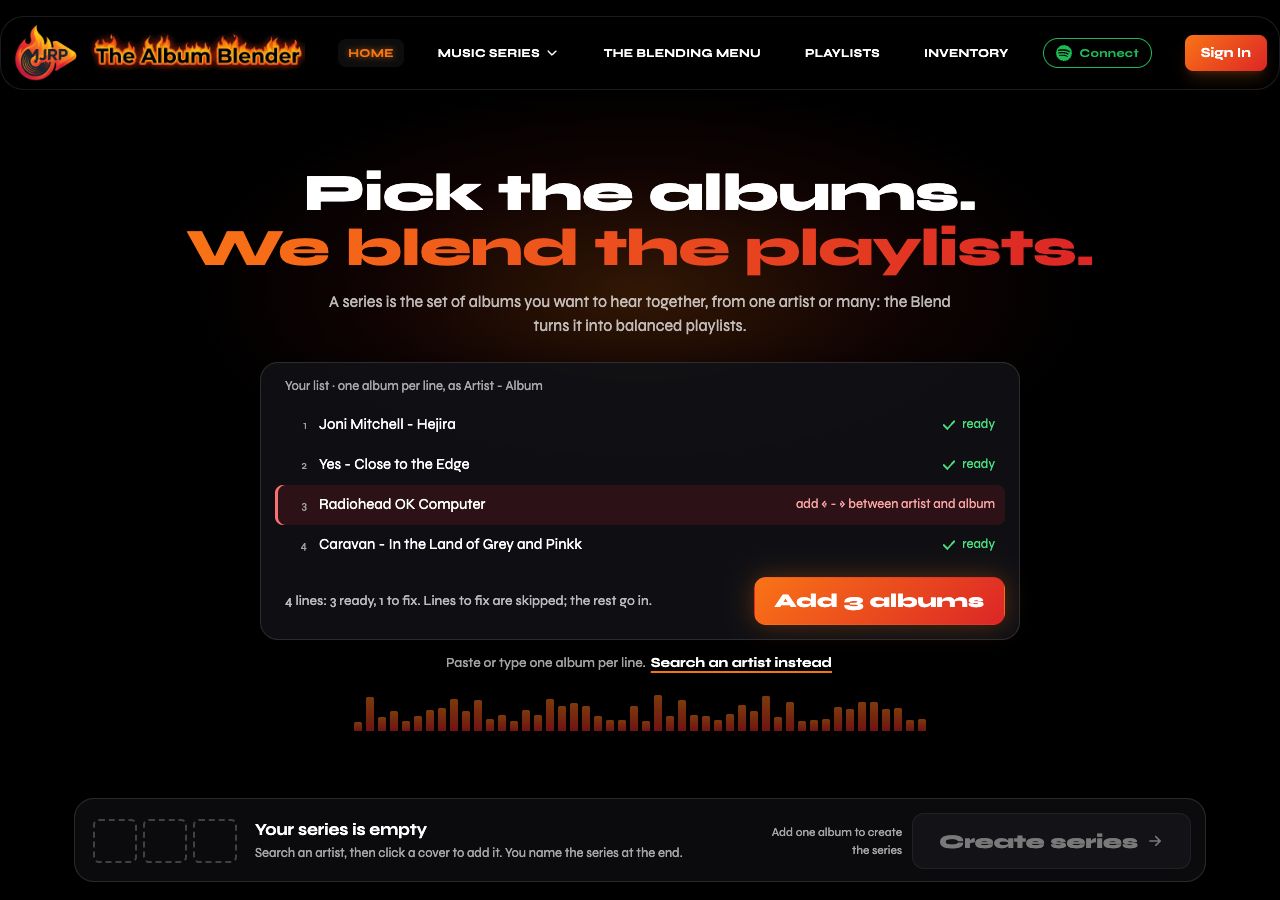 JRP
The Album Blender
HOME
MUSIC SERIES
THE BLENDING MENU
PLAYLISTS
INVENTORY
Connect
Sign In
Pick the albums.
We blend the playlists.
A series is the set of albums you want to hear together, from one artist or many: the Blend
turns it into balanced playlists.
Your list · one album per line, as Artist - Album
1 Joni Mitchell - Hejira ready
2 Yes - Close to the Edge ready
3 Radiohead OK Computer add ‹ - › between artist and album
4 Caravan - In the Land of Grey and Pinkk ready
4 lines: 3 ready, 1 to fix. Lines to fix are skipped; the rest go in.
Add 3 albums
Paste or type one album per line. Search an artist instead
Your series is empty
Search an artist, then click a cover to add it. You name the series at the end.
Add one album to create
the series
Create series →